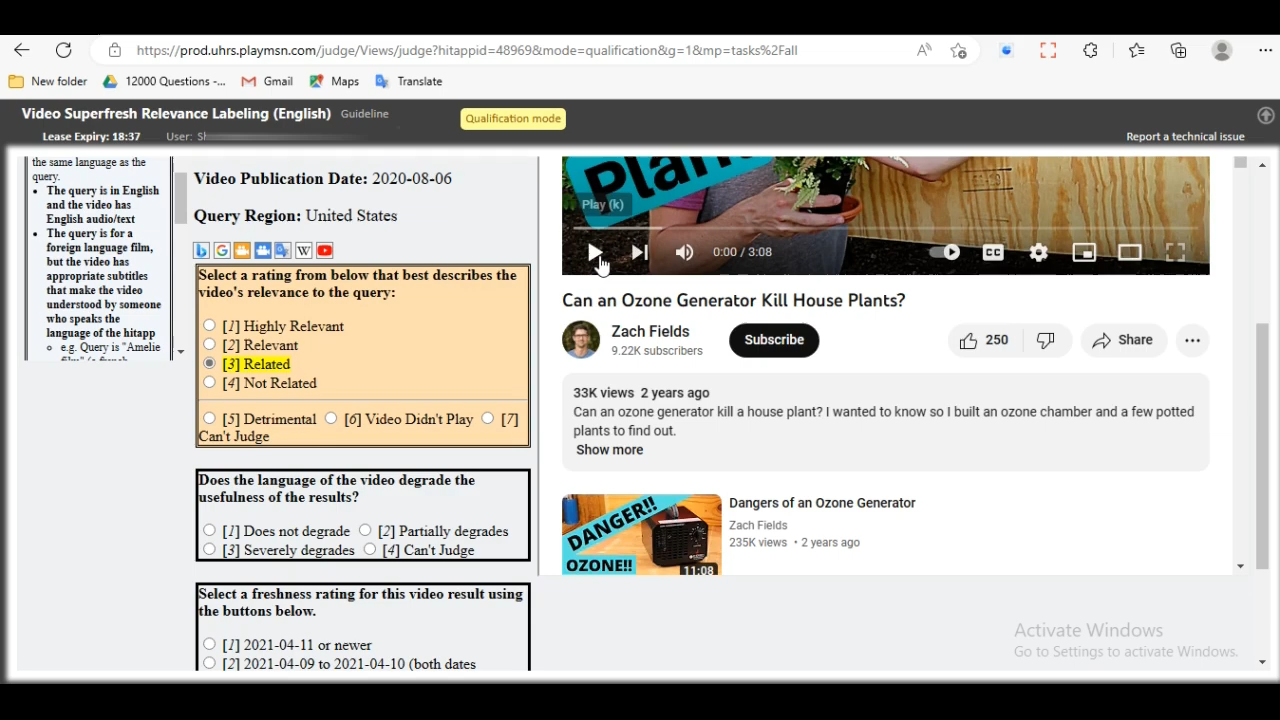 https://prod.uhrs.playmsn.com/judge/Views/judge?hitappid=48969&mode=qualification&g=1&mp=tasks%2Fall
New folder
12000 Questions -...
Gmail
Maps
Translate
Video Superfresh Relevance Labeling (English) Guideline
Qualification mode
Lease Expiry: 18:37
User:
Report a technical issue
the same language as the
query.
• The query is in English
and the video has
English audio/text
• The query is for a
foreign language film,
but the video has
appropriate subtitles
that make the video
understood by someone
who speaks the
language of the hitapp
o e.g. Query is "Amelie
Video Publication Date: 2020-08-06
Query Region: United States
Select a rating from below that best describes the
video's relevance to the query:
[1] Highly Relevant
[2] Relevant
[3] Related
[4] Not Related
[5] Detrimental [6] Video Didn't Play [7]
Can't Judge
Does the language of the video degrade the
usefulness of the results?
[1] Does not degrade [2] Partially degrades
[3] Severely degrades [4] Can't Judge
Select a freshness rating for this video result using
the buttons below.
[1] 2021-04-11 or newer
[2] 2021-04-09 to 2021-04-10 (both dates
Play (k)
0:00 / 3:08
CC
Can an Ozone Generator Kill House Plants?
Zach Fields
9.22K subscribers
Subscribe
250
Share
33K views 2 years ago
Can an ozone generator kill a house plant? I wanted to know so I built an ozone chamber and a few potted
plants to find out.
Show more
DANGER!!
OZONE!!
11:08
Dangers of an Ozone Generator
Zach Fields
235K views • 2 years ago
Activate Windows
Go to Settings to activate Windows.